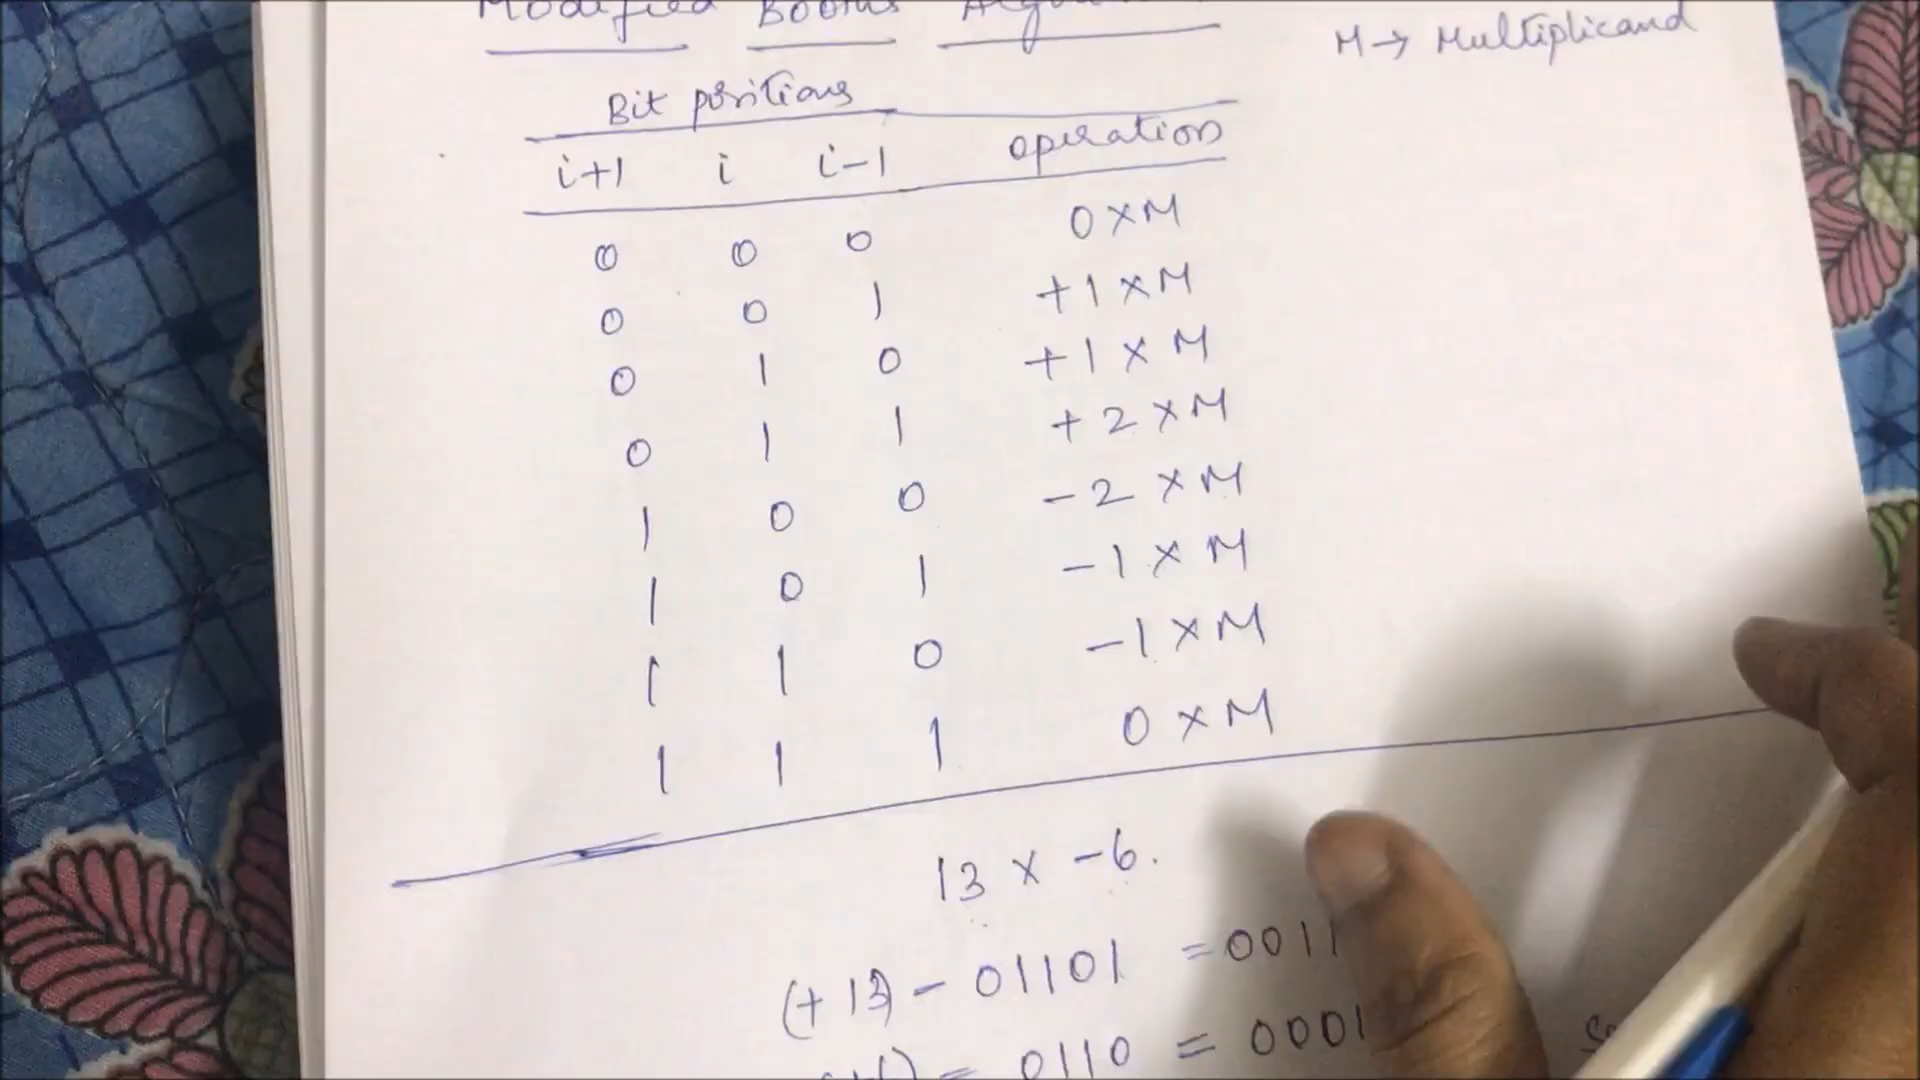 Modified Booths
M → Multiplicand
Bit positions
i+1 i i-1 operation
0 0 0 0 × M
0 0 1 +1 × M
0 1 0 +1 × M
0 1 1 +2 × M
1 0 0 -2 × M
1 0 1 -1 × M
1 1 0 -1 × M
1 1 1 0 × M
13 × -6.
(+13) - 01101 = 0011
= 0110 = 0001